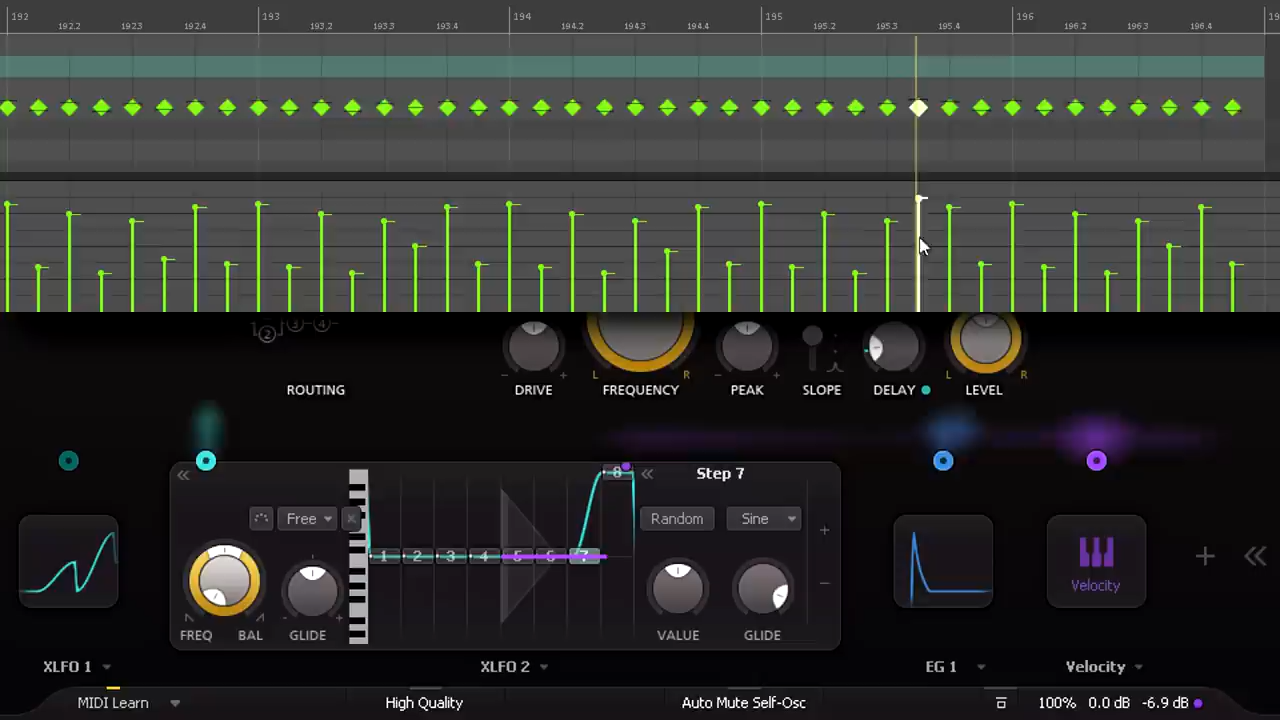 192 193 194 195 196 19
192.2 192.3 192.4 193.2 193.3 193.4 194.2 194.3 194.4 195.2 195.3 195.4 196.2 196.3 196.4
2 3 4
L R L R
ROUTING DRIVE FREQUENCY PEAK SLOPE DELAY LEVEL
8 Step 7
Free x Random Sine
1 2 3 4 5 6 7
Velocity
FREQ BAL GLIDE VALUE GLIDE
XLFO 1 XLFO 2 EG 1 Velocity
MIDI Learn High Quality Auto Mute Self-Osc 100% 0.0 dB -6.9 dB